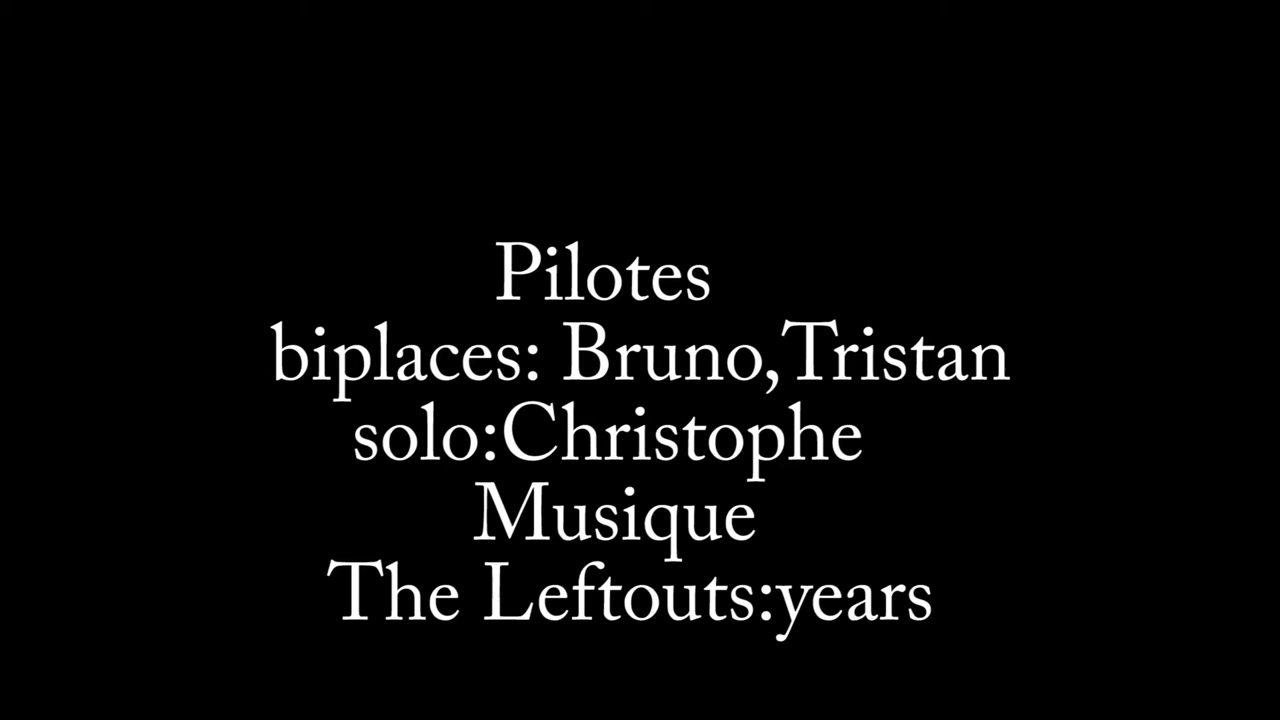 Pilotes
biplaces: Bruno,Tristan
solo:Christophe
Musique
The Leftouts:years